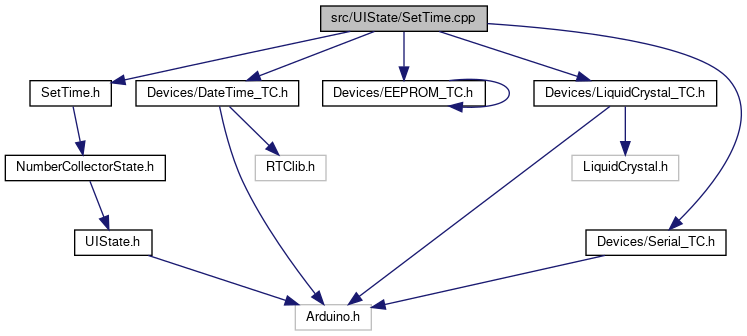 src/UIState/SetTime.cpp
SetTime.h
Devices/DateTime_TC.h
Devices/EEPROM_TC.h
Devices/LiquidCrystal_TC.h
NumberCollectorState.h
RTClib.h
LiquidCrystal.h
UIState.h
Devices/Serial_TC.h
Arduino.h